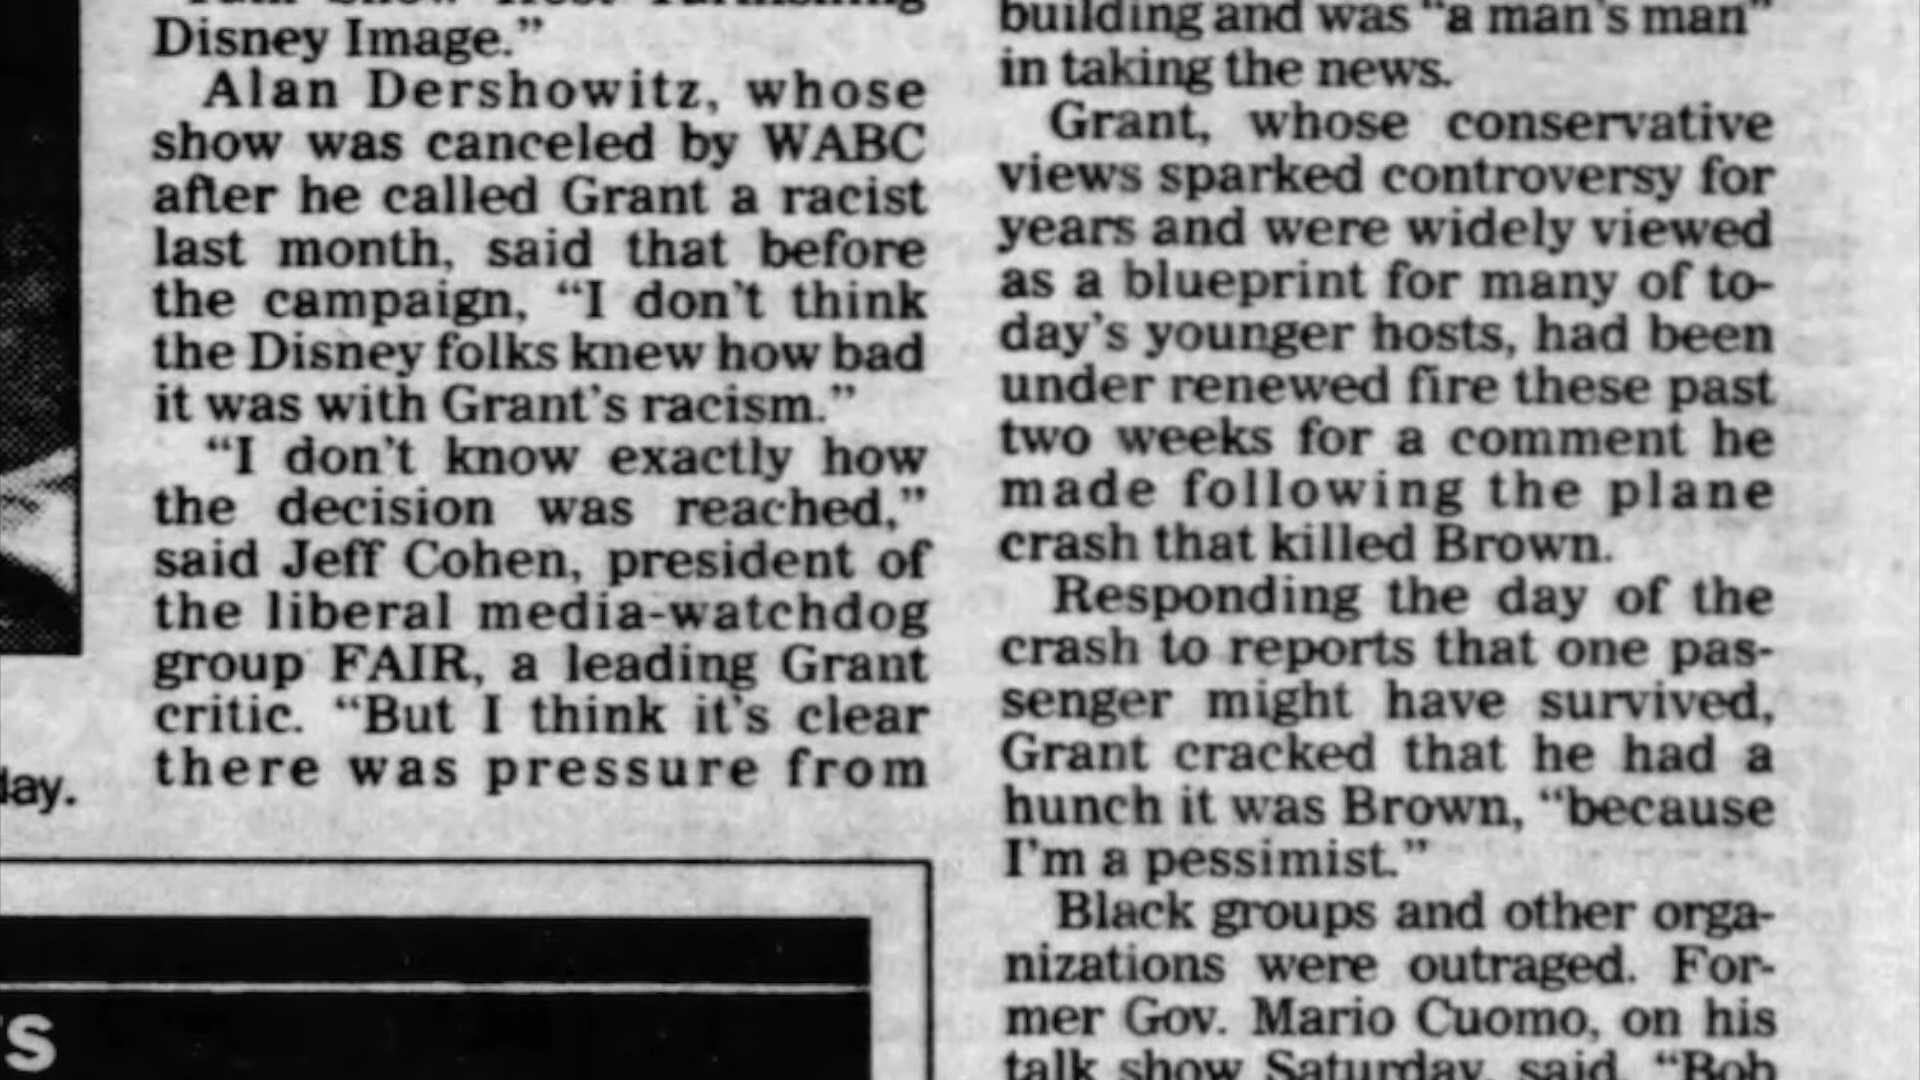 Disney Image.”
Alan Dershowitz, whose
show was canceled by WABC
after he called Grant a racist
last month, said that before
the campaign, “I don’t think
the Disney folks knew how bad
it was with Grant’s racism.”
“I don’t know exactly how
the decision was reached,”
said Jeff Cohen, president of
the liberal media-watchdog
group FAIR, a leading Grant
critic. “But I think it’s clear
there was pressure from
building and was “a man’s man”
in taking the news.
Grant, whose conservative
views sparked controversy for
years and were widely viewed
as a blueprint for many of to-
day’s younger hosts, had been
under renewed fire these past
two weeks for a comment he
made following the plane
crash that killed Brown.
Responding the day of the
crash to reports that one pas-
senger might have survived,
Grant cracked that he had a
hunch it was Brown, “because
I’m a pessimist.”
Black groups and other orga-
nizations were outraged. For-
mer Gov. Mario Cuomo, on his
talk show Saturday, said, “Bob